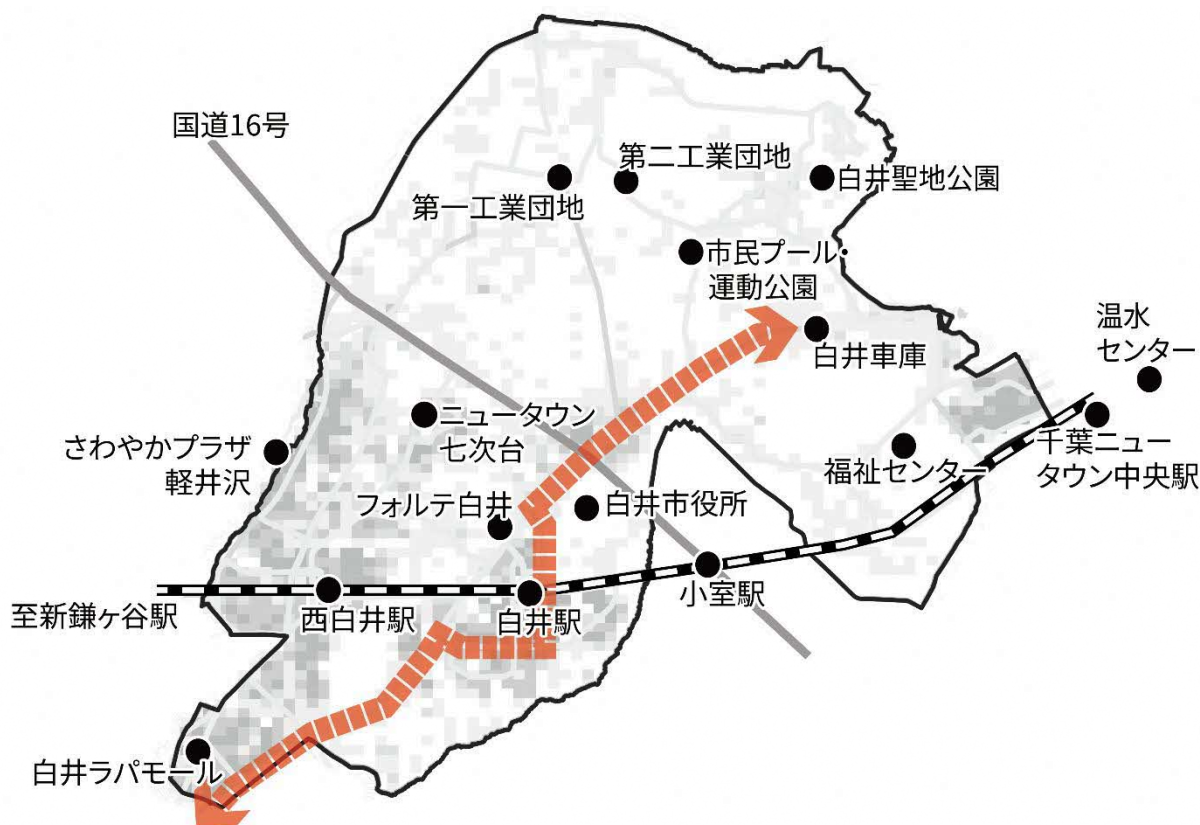 国道16号
第二工業団地
第一工業団地
白井聖地公園
市民プール・
運動公園
温水
センター
白井車庫
ニュータウン
七次台
さわやかプラザ
軽井沢
千葉ニュー
タウン中央駅
福祉センター
フォルテ白井
白井市役所
小室駅
至新鎌ヶ谷駅
西白井駅
白井駅
白井ラパモール